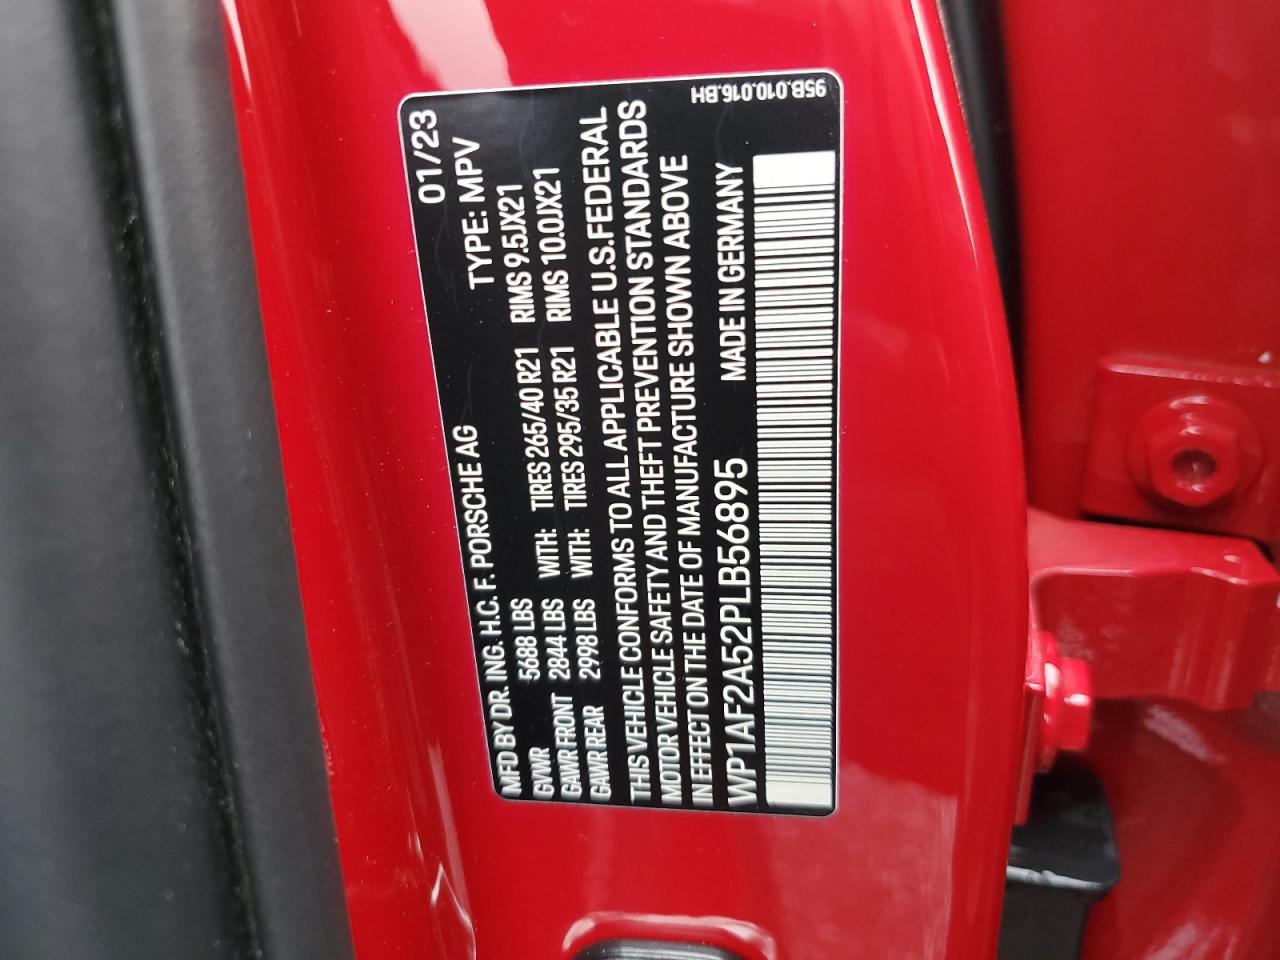 MFD BY DR. ING. H.C. F. PORSCHE AG 01/23
GVWR 5688 LBS TYPE: MPV
GAWR FRONT 2844 LBS WITH: TIRES 265/40 R21 RIMS 9.5JX21
GAWR REAR 2998 LBS WITH: TIRES 295/35 R21 RIMS 10.0JX21
THIS VEHICLE CONFORMS TO ALL APPLICABLE U.S. FEDERAL
MOTOR VEHICLE SAFETY AND THEFT PREVENTION STANDARDS
IN EFFECT ON THE DATE OF MANUFACTURE SHOWN ABOVE
WP1AF2A52PLB56895 MADE IN GERMANY
95B.010.016.BH